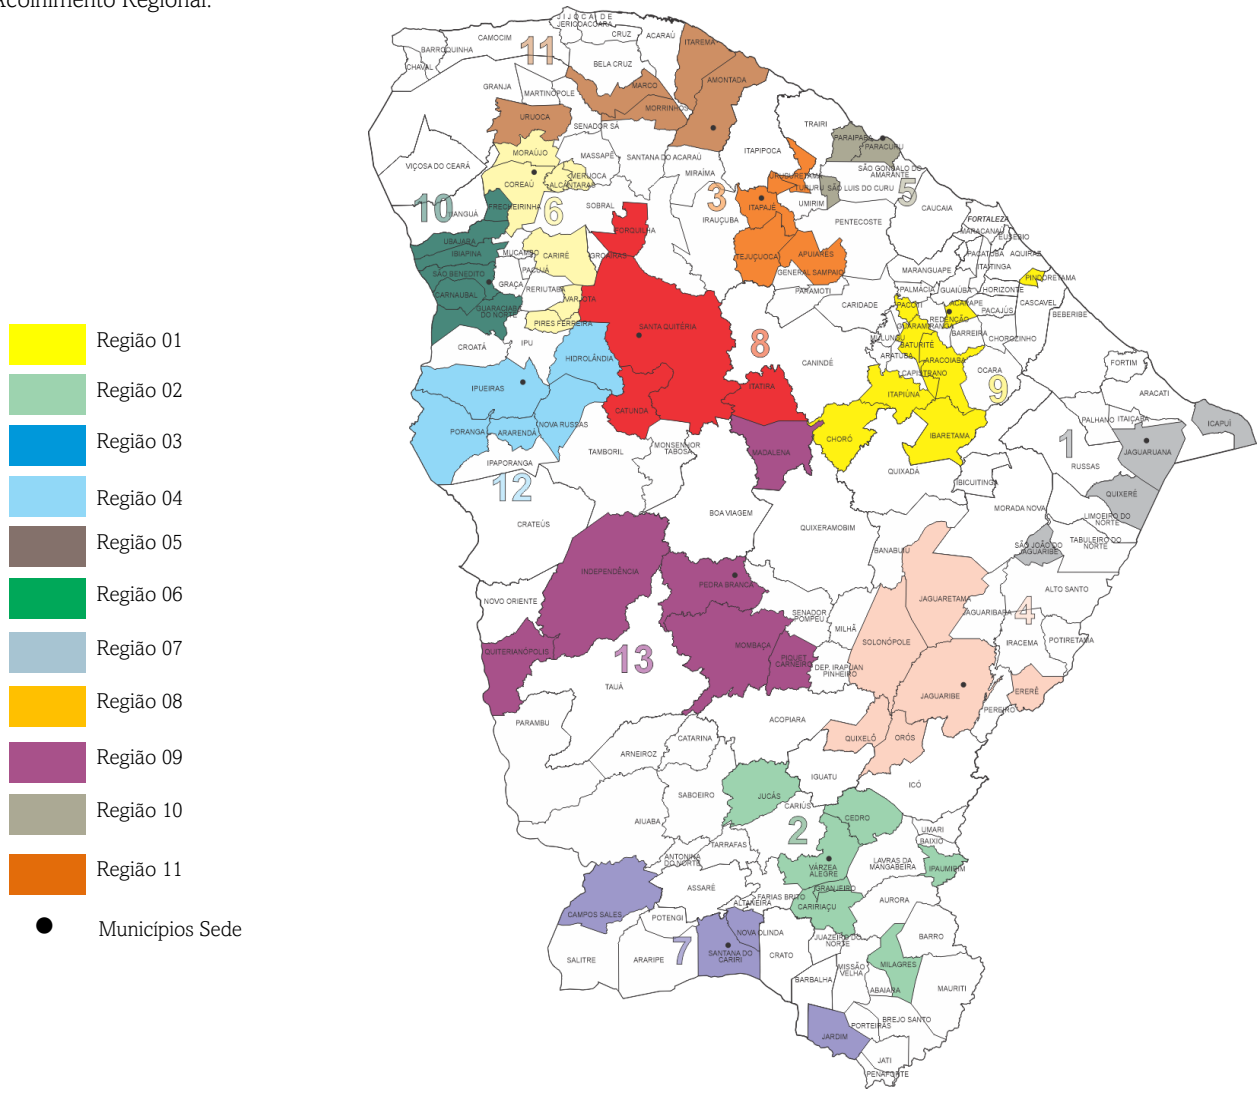 Acolhimento Regional.
Região 01
Região 02
Região 03
Região 04
Região 05
Região 06
Região 07
Região 08
Região 09
Região 10
Região 11
Municípios Sede
JIJOCA DE
JERICOACOARA
CRUZ
ACARAÚ
ITAREMA
CAMOCIM
BARROQUINHA
CHAVAL
11
BELA CRUZ
AMONTADA
GRANJA
MARTINÓPOLE
MARCO
MORRINHOS
URUOCA
SENADOR SÁ
TRAIRI
PARAIPABA
PARACURU
MORAÚJO
MASSAPÊ
SANTANA DO ACARAÚ
ITAPIPOCA
VIÇOSA DO CEARÁ
COREAÚ
MERUOCA
ALCÂNTARAS
MIRAÍMA
URUBURETAMA
TURURU
SÃO LUIS DO CURU
SÃO GONÇALO DO
AMARANTE
5
10
TIANGUÁ
FRECHEIRINHA
6
SOBRAL
3
ITAPAJÉ
UMIRIM
IRAUÇUBA
PENTECOSTE
CAUCAIA
FORTALEZA
MARACANAÚ
EUSÉBIO
UBAJARA
IBIAPINA
MUCAMBO
CARIRÉ
FORQUILHA
GROAÍRAS
TEJUÇUOCA
APUIARÉS
GENERAL SAMPAIO
MARANGUAPE
PACATUBA
AQUIRAZ
ITAITINGA
PINDORETAMA
SÃO BENEDITO
PACUJÁ
GRAÇA
RERIUTABA
VARJOTA
CARNAUBAL
GUARACIABA
DO NORTE
PIRES FERREIRA
PARAMOTI
CARIDADE
PALMÁCIA
GUAIÚBA
HORIZONTE
PACOTI
ACARAPE
REDENÇÃO
PACAJÚS
CASCAVEL
BEBERIBE
GUARAMIRANGA
BARREIRA
CHOROZINHO
SANTA QUITÉRIA
8
CROATÁ
IPU
HIDROLÂNDIA
CANINDÉ
MULUNGU
BATURITÉ
ARATUBA
ARACOIABA
CAPISTRANO
OCARA
9
IPUEIRAS
CATUNDA
ITATIRA
ITAPIÚNA
FORTIM
ARACATI
PORANGA
ARARENDÁ
NOVA RUSSAS
CHORÓ
IBARETAMA
PALHANO
ITAIÇABA
ICAPUÍ
1
JAGUARUANA
RUSSAS
IPAPORANGA
TAMBORIL
MONSENHOR
TABOSA
MADALENA
QUIXADÁ
IBICUITINGA
QUIXERÉ
12
CRATEÚS
BOA VIAGEM
QUIXERAMOBIM
MORADA NOVA
LIMOEIRO DO
NORTE
TABULEIRO DO
NORTE
SÃO JOÃO DO
JAGUARIBE
BANABUIÚ
INDEPENDÊNCIA
PEDRA BRANCA
JAGUARETAMA
JAGUARIBARA
ALTO SANTO
4
NOVO ORIENTE
SENADOR
POMPEU
MILHÃ
SOLONÓPOLE
IRACEMA
POTIRETAMA
QUITERIANÓPOLIS
13
MOMBAÇA
PIQUET
CARNEIRO
DEP. IRAPUAN
PINHEIRO
TAUÁ
JAGUARIBE
ERERÊ
PEREIRO
PARAMBU
ACOPIARA
QUIXELÔ
ORÓS
CATARINA
ARNEIROZ
IGUATU
ICÓ
SABOEIRO
JUCÁS
CARIÚS
AIUABA
2
CEDRO
UMARI
BAIXIO
TARRAFAS
ANTONINA
DO NORTE
VÁRZEA
ALEGRE
LAVRAS DA
MANGABEIRA
IPAUMIRIM
ASSARÉ
FARIAS BRITO
ALTANEIRA
GRANJEIRO
CARIRIAÇU
AURORA
CAMPOS SALES
POTENGI
NOVA OLINDA
SANTANA DO
CARIRI
7
JUAZEIRO DO
NORTE
BARRO
SALITRE
ARARIPE
CRATO
MISSÃO
VELHA
MILAGRES
BARBALHA
ABAIARA
MAURITI
BREJO SANTO
PORTEIRAS
JARDIM
JATI
PENAFORTE